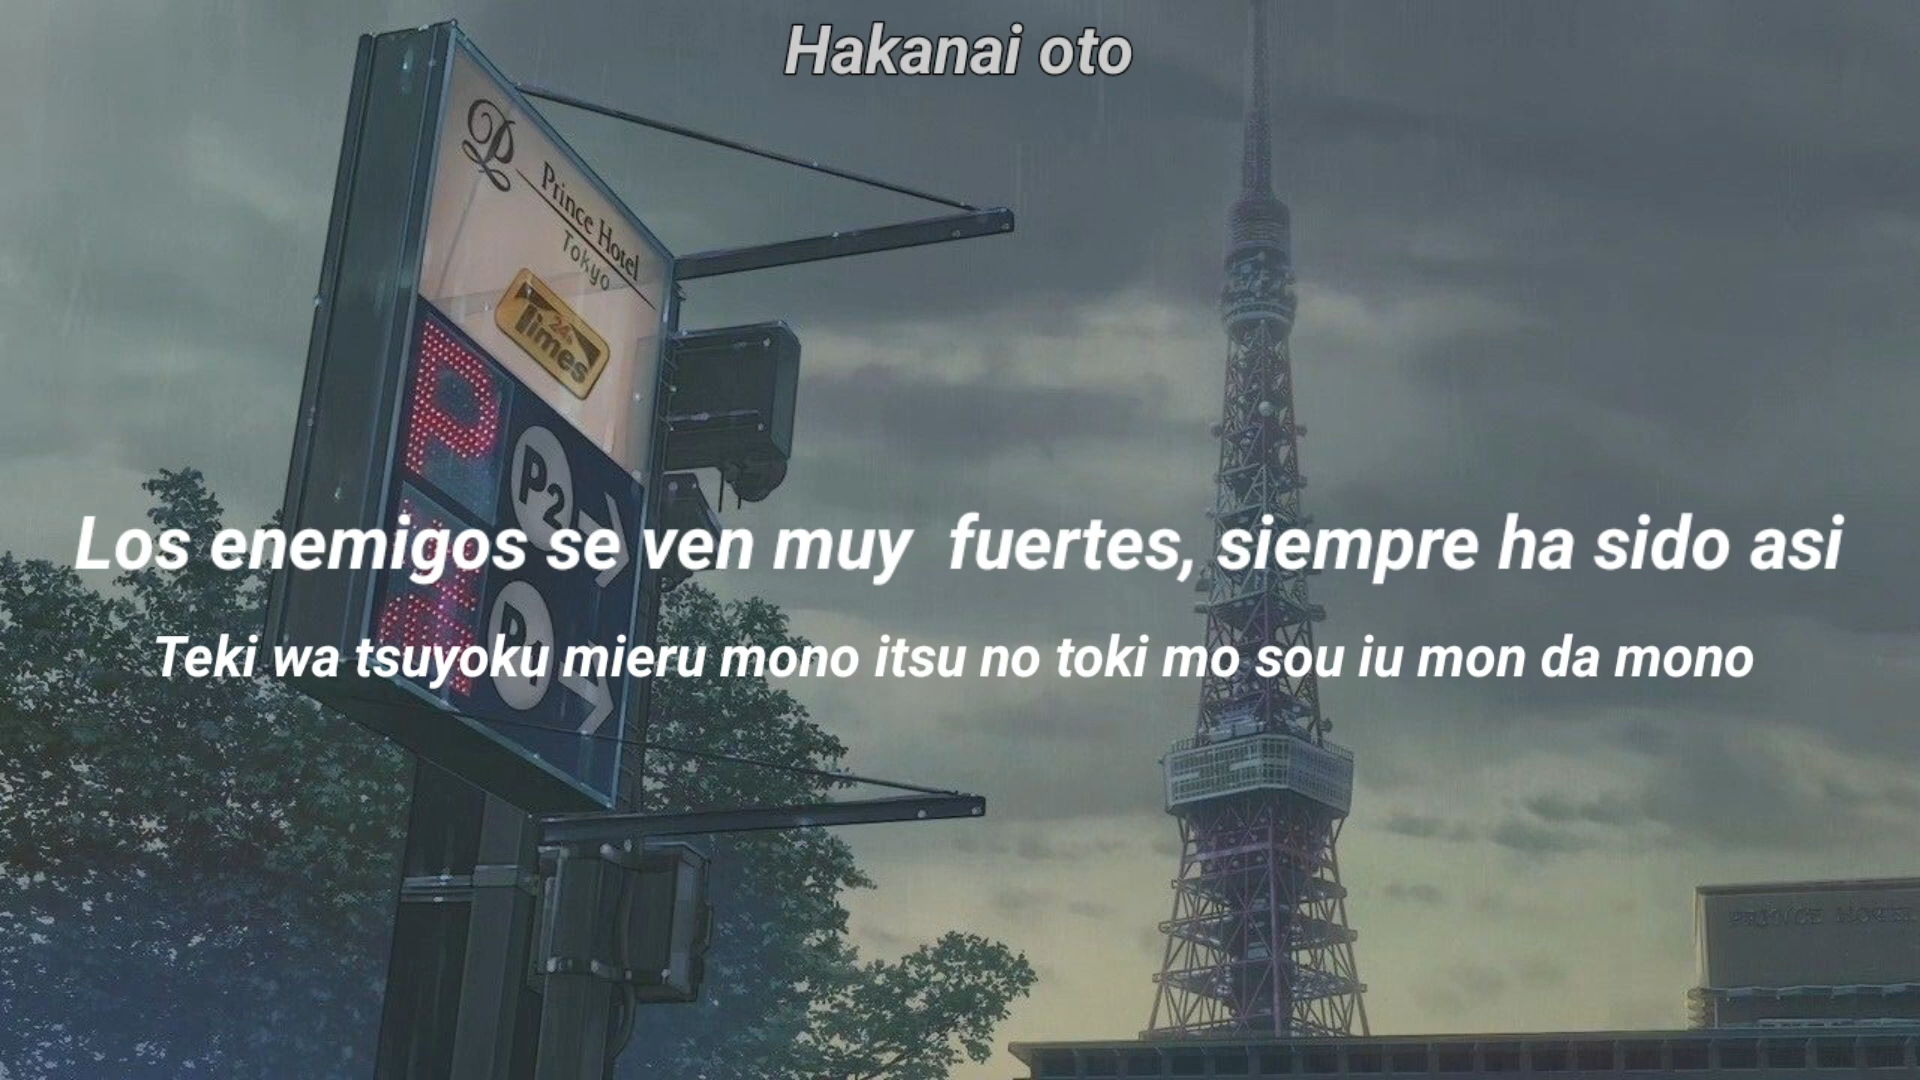 Hakanai oto
Prince Hotel
Tokyo
24h
Times
P
P2
Los enemigos se ven muy  fuertes, siempre ha sido asi
P1
Teki wa tsuyoku mieru mono itsu no toki mo sou iu mon da mono